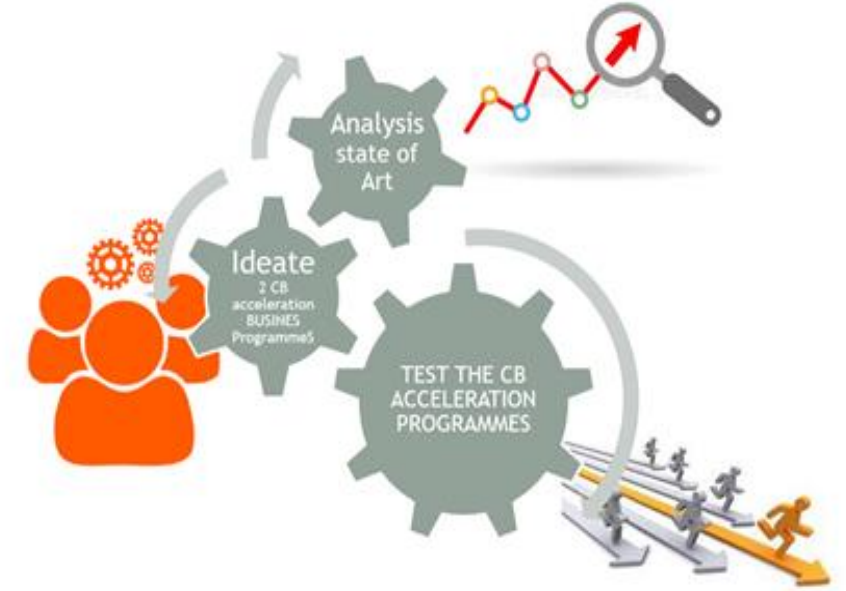 Analysis
state of
Art
Ideate
2 CB
acceleration
BUSINES
ProgrammeS
TEST THE CB
ACCELERATION
PROGRAMMES